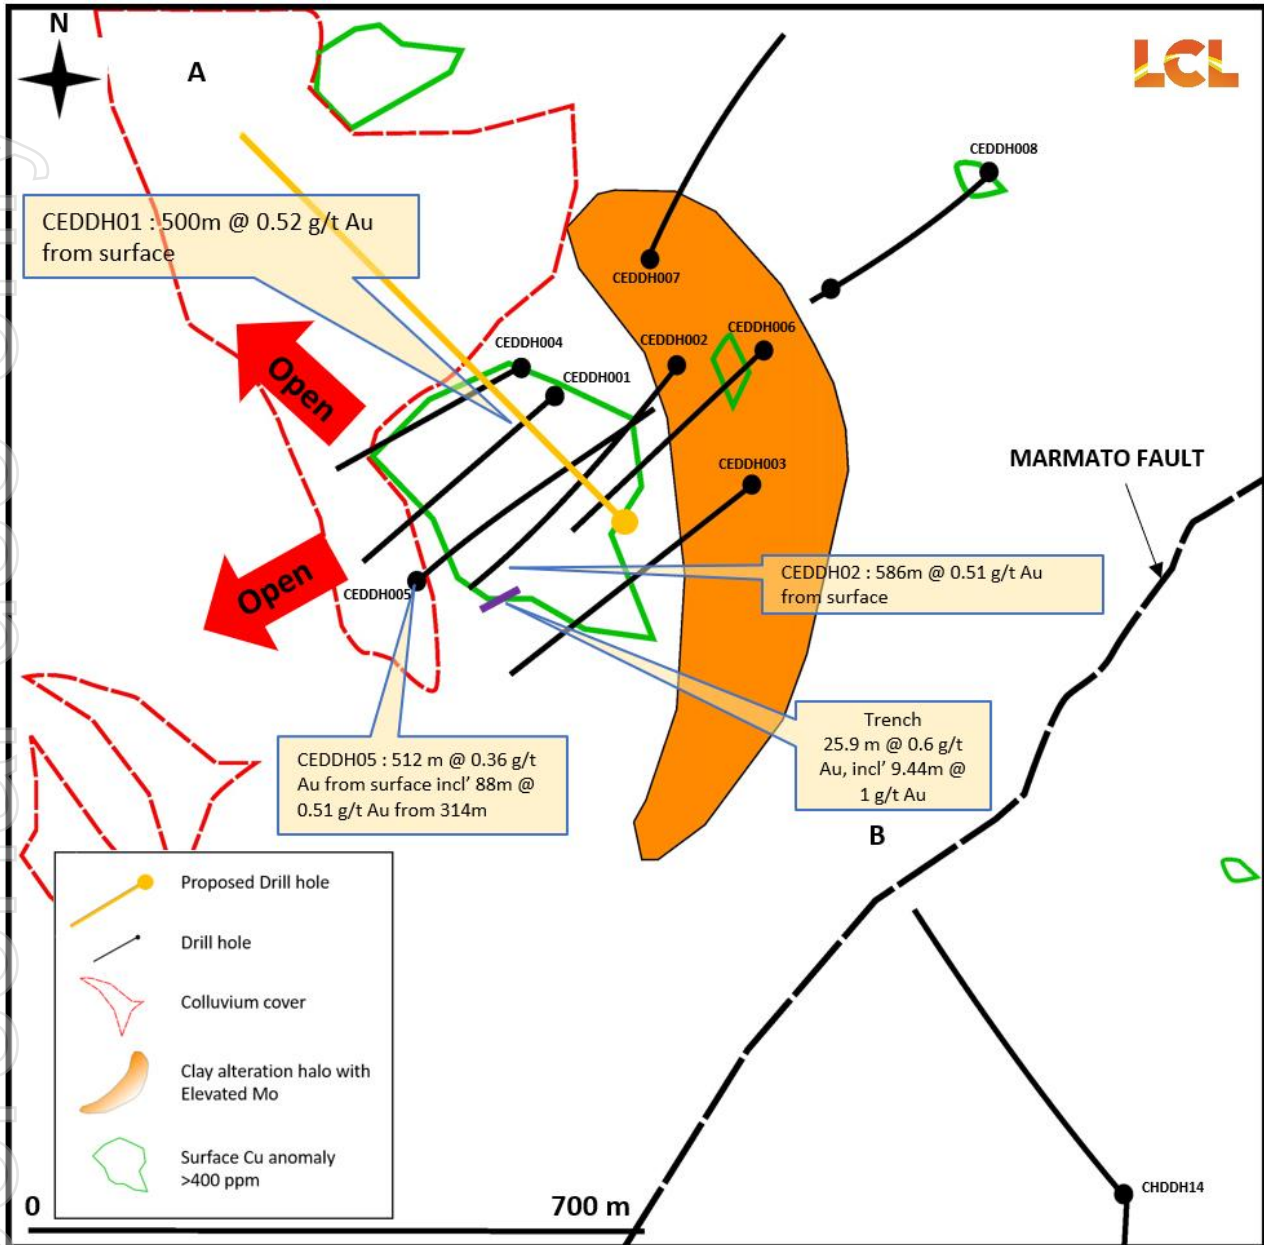 N
A
LCL
CEDDH008
CEDDH01 : 500m @ 0.52 g/t Au
from surface
CEDDH007
CEDDH006
CEDDH002
CEDDH004
CEDDH001
Open
CEDDH003
MARMATO FAULT
CEDDH02 : 586m @ 0.51 g/t Au
from surface
Open
CEDDH005
Trench
25.9 m @ 0.6 g/t
Au, incl’ 9.44m @
1 g/t Au
CEDDH05 : 512 m @ 0.36 g/t
Au from surface incl’ 88m @
0.51 g/t Au from 314m
B
Proposed Drill hole
Drill hole
Colluvium cover
Clay alteration halo with
Elevated Mo
Surface Cu anomaly
>400 ppm
CHDDH14
0
700 m